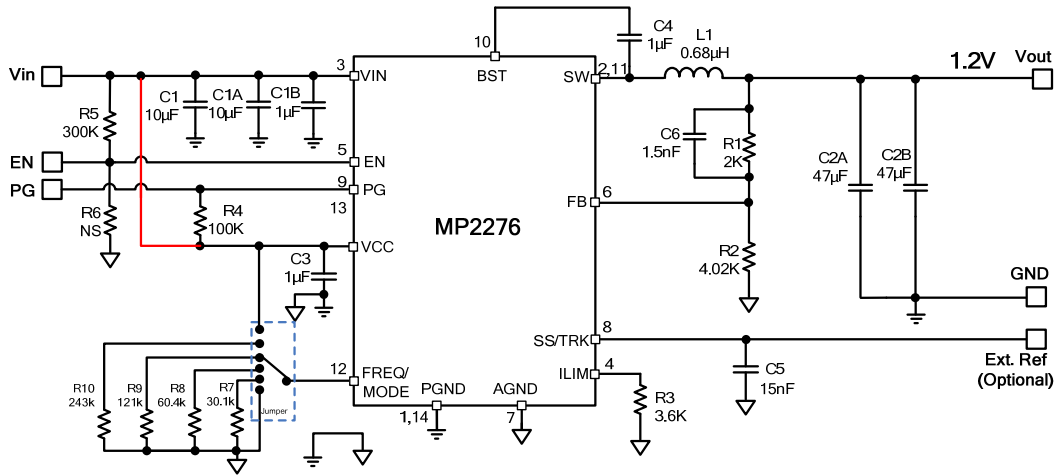 10
C4
1µF
L1
0.68µH
Vin
3
VIN
BST
SW
2,11
1.2V
Vout
R5
300K
C1
10µF
C1A
10µF
C1B
1µF
C6
1.5nF
R1
2K
C2A
47µF
C2B
47µF
EN
5
EN
PG
9
PG
13
R6
NS
R4
100K
MP2276
FB
6
VCC
R2
4.02K
C3
1µF
GND
SS/TRK
8
Ext. Ref
(Optional)
R10
243k
R9
121k
R8
60.4k
R7
30.1k
Jumper
12
FREQ/
MODE
PGND
AGND
ILIM
4
C5
15nF
R3
3.6K
1,14
7